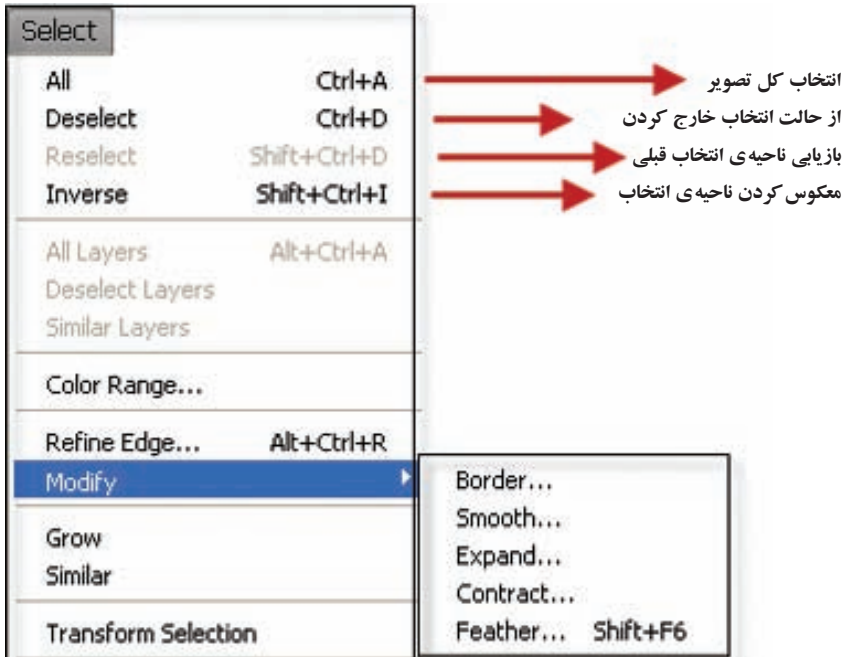 Select
All Ctrl+A انتخاب کل تصویر
Deselect Ctrl+D از حالت انتخاب خارج کردن
Reselect Shift+Ctrl+D بازیابی ناحیه‌ی انتخاب قبلی
Inverse Shift+Ctrl+I معکوس کردن ناحیه‌ی انتخاب
All Layers Alt+Ctrl+A
Deselect Layers
Similar Layers
Color Range...
Refine Edge... Alt+Ctrl+R
Modify
Border...
Smooth...
Expand...
Contract...
Feather... Shift+F6
Grow
Similar
Transform Selection